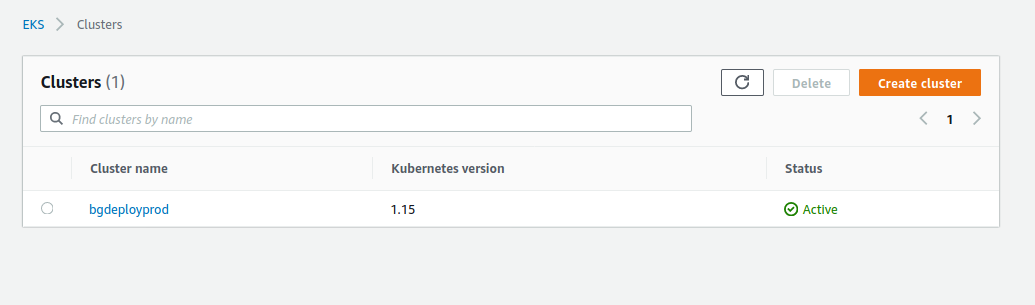 EKS > Clusters
Clusters (1)
Delete
Create cluster
Find clusters by name
1
Cluster name Kubernetes version Status
bgdeployprod 1.15 Active